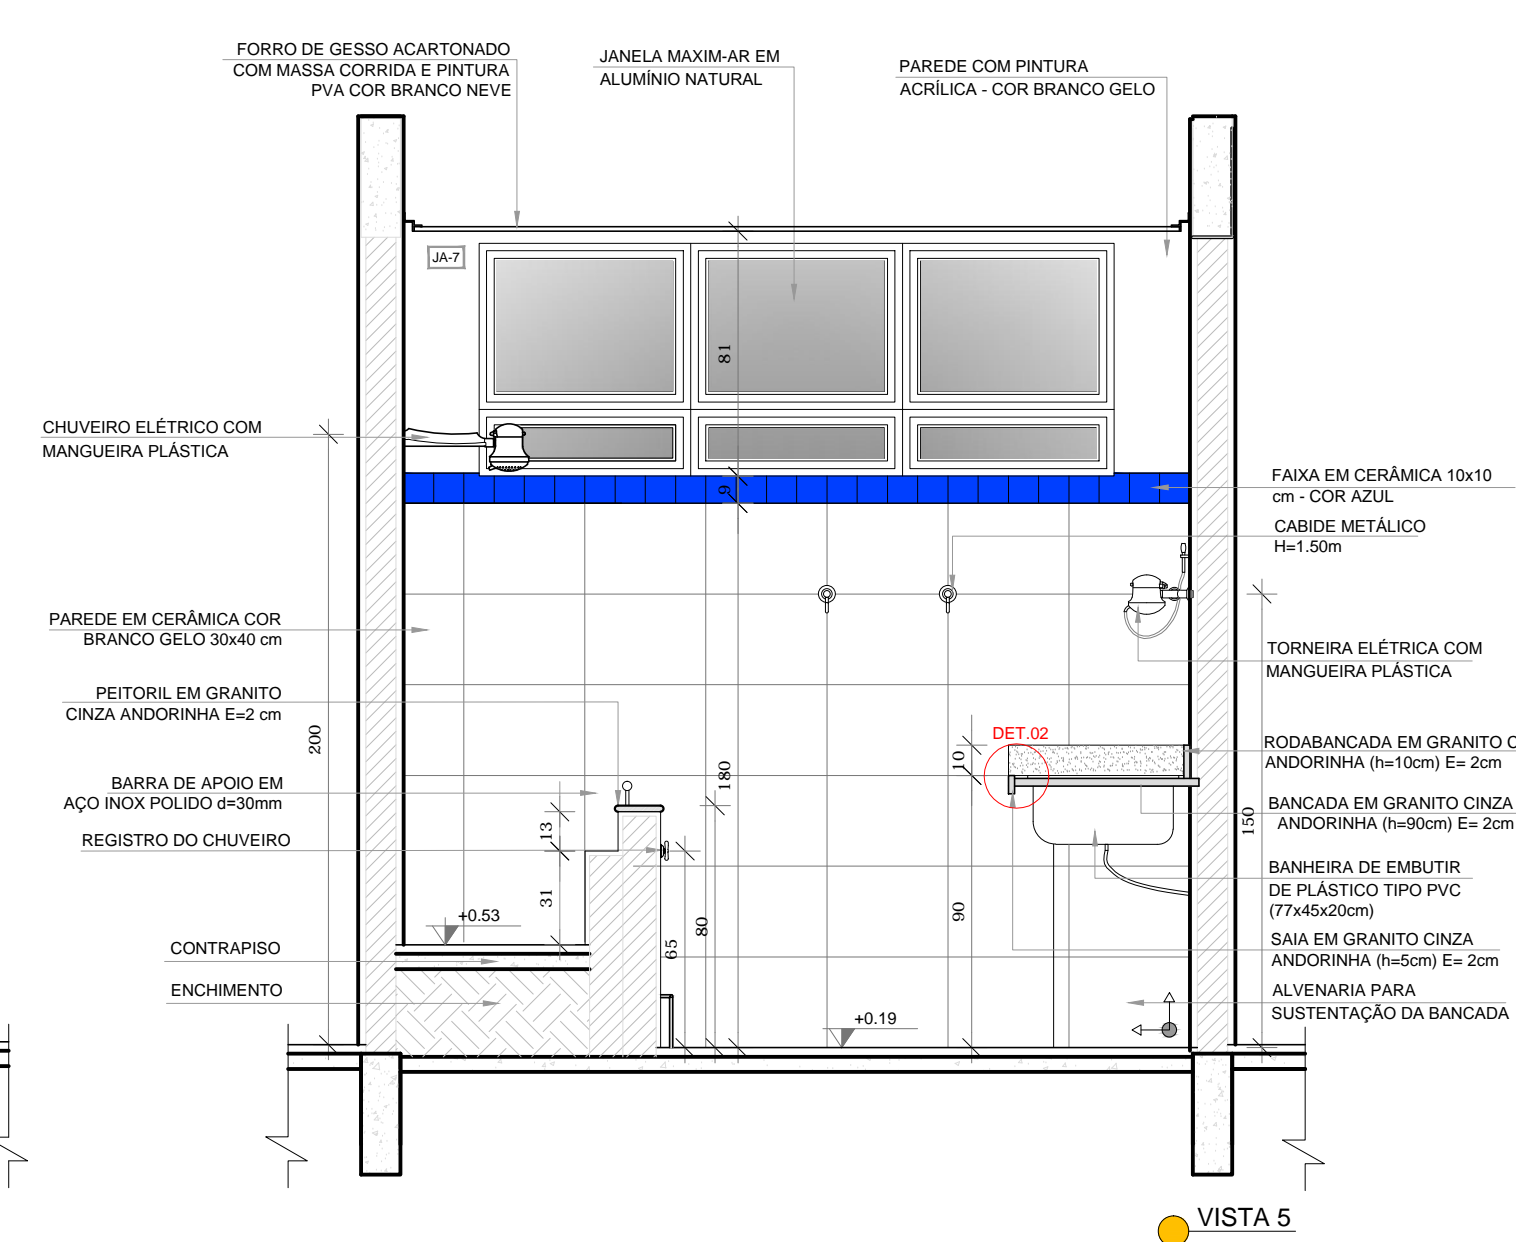 FORRO DE GESSO ACARTONADO
COM MASSA CORRIDA E PINTURA
PVA COR BRANCO NEVE
JANELA MAXIM-AR EM
ALUMÍNIO NATURAL
PAREDE COM PINTURA
ACRÍLICA - COR BRANCO GELO
JA-7
81
CHUVEIRO ELÉTRICO COM
MANGUEIRA PLÁSTICA
9
FAIXA EM CERÂMICA 10x10
cm - COR AZUL
CABIDE METÁLICO
H=1.50m
PAREDE EM CERÂMICA COR
BRANCO GELO 30x40 cm
TORNEIRA ELÉTRICA COM
MANGUEIRA PLÁSTICA
PEITORIL EM GRANITO
CINZA ANDORINHA E=2 cm
200
DET.02
10
180
RODABANCADA EM GRANITO C
ANDORINHA (h=10cm) E= 2cm
BARRA DE APOIO EM
AÇO INOX POLIDO d=30mm
BANCADA EM GRANITO CINZA
ANDORINHA (h=90cm) E= 2cm
150
13
REGISTRO DO CHUVEIRO
BANHEIRA DE EMBUTIR
DE PLÁSTICO TIPO PVC
(77x45x20cm)
31
+0.53
80
65
90
CONTRAPISO
SAIA EM GRANITO CINZA
ANDORINHA (h=5cm) E= 2cm
ENCHIMENTO
ALVENARIA PARA
SUSTENTAÇÃO DA BANCADA
+0.19
VISTA 5